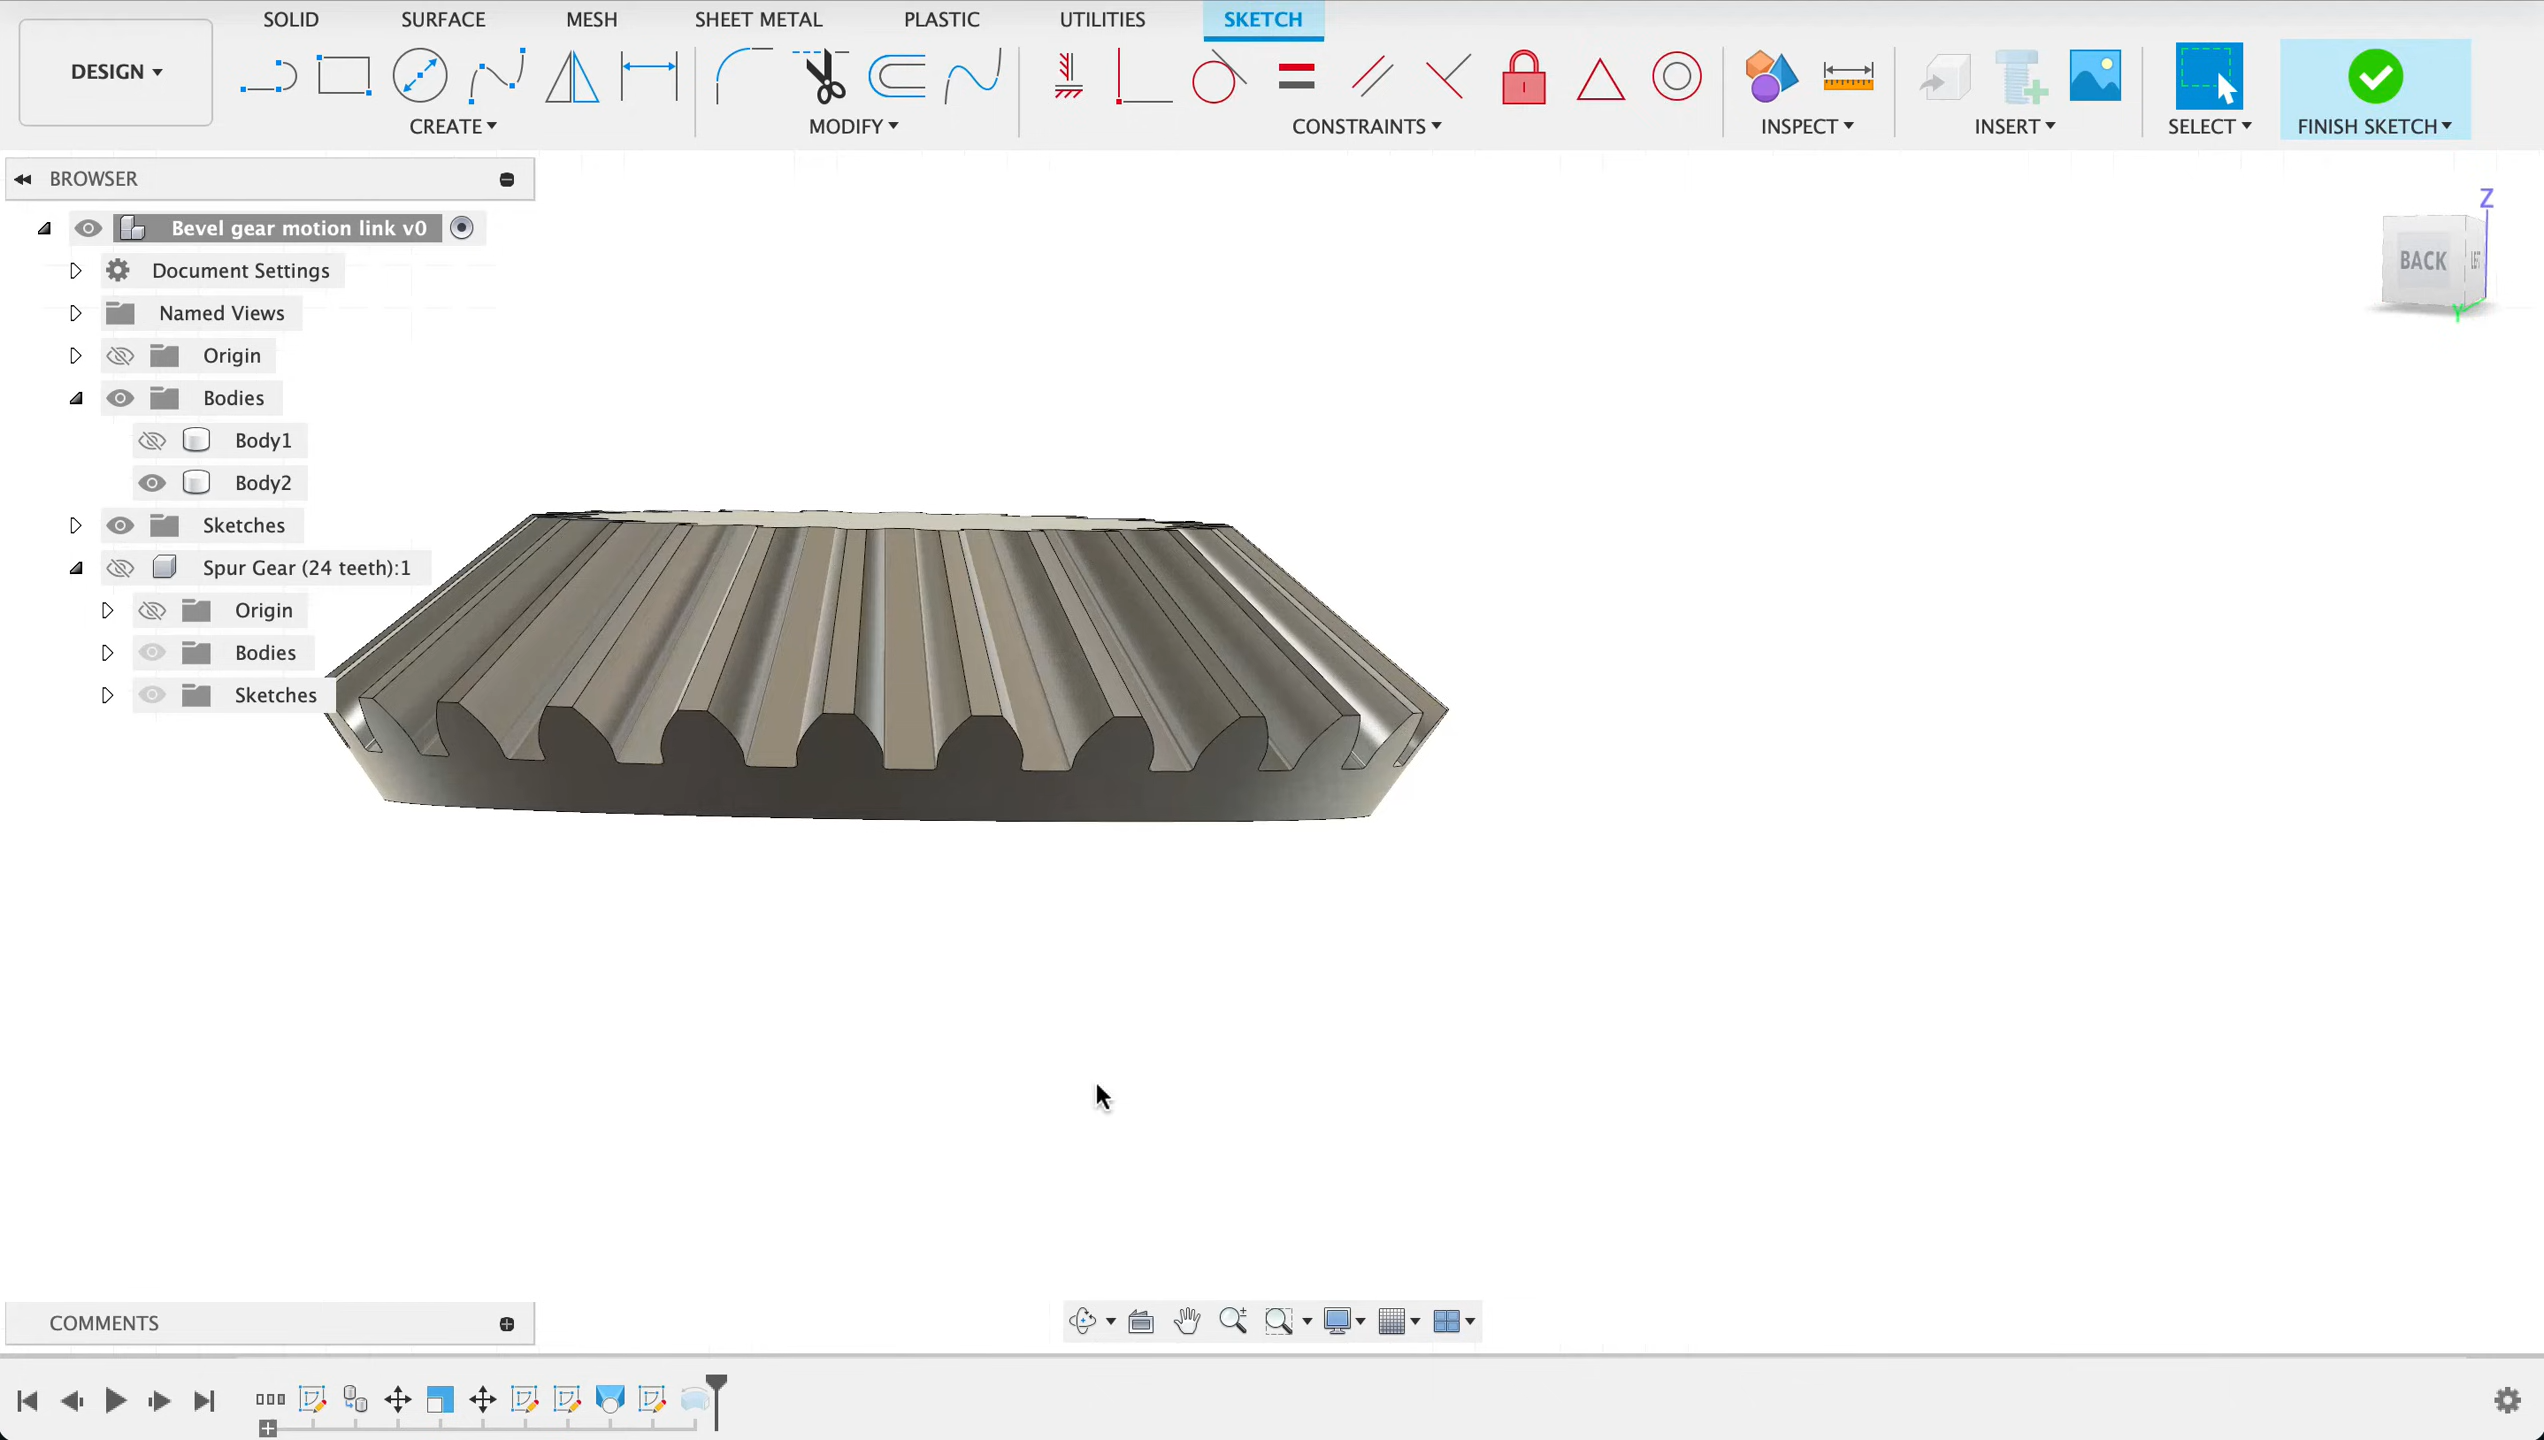 SOLID SURFACE MESH SHEET METAL PLASTIC UTILITIES SKETCH
DESIGN
CREATE MODIFY CONSTRAINTS INSPECT INSERT SELECT FINISH SKETCH
BROWSER
Bevel gear motion link v0
Document Settings
Named Views
Origin
Bodies
Body1
Body2
Sketches
Spur Gear (24 teeth):1
Origin
Bodies
Sketches
Z
BACK
LEFT
Y
COMMENTS